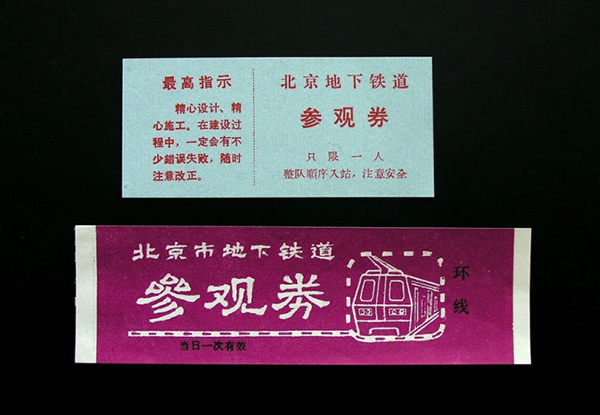 最高指示
精心设计、精
心施工。在建设过
程中，一定会有不
少錯误失败，随时
注意改正。
北京地下铁道
参观券
只限一人
整队順序入站，注意安全
北京市地下铁道
參观券
环线
当日一次有效